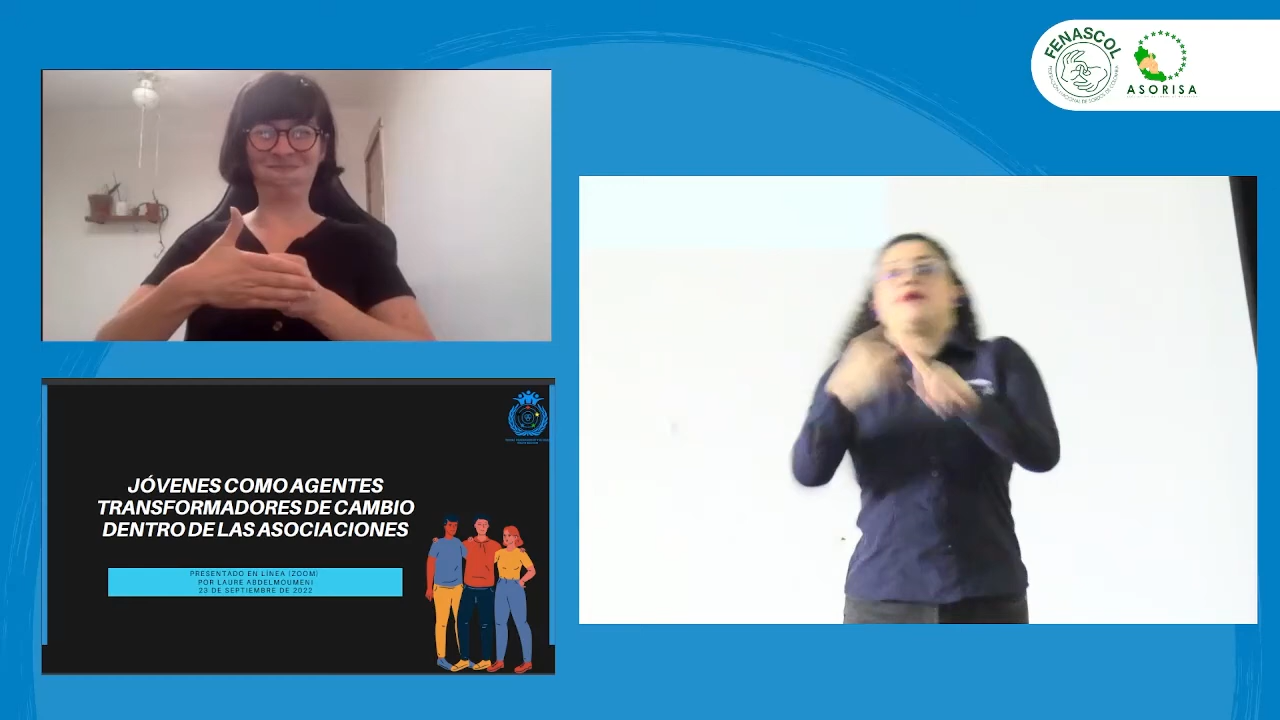 FENASCOL
ASORISA
JÓVENES COMO AGENTES
TRANSFORMADORES DE CAMBIO
DENTRO DE LAS ASOCIACIONES
PRESENTADO EN LÍNEA (ZOOM)
POR LAURE ABDELMOUMENI
23 DE SEPTIEMBRE DE 2022